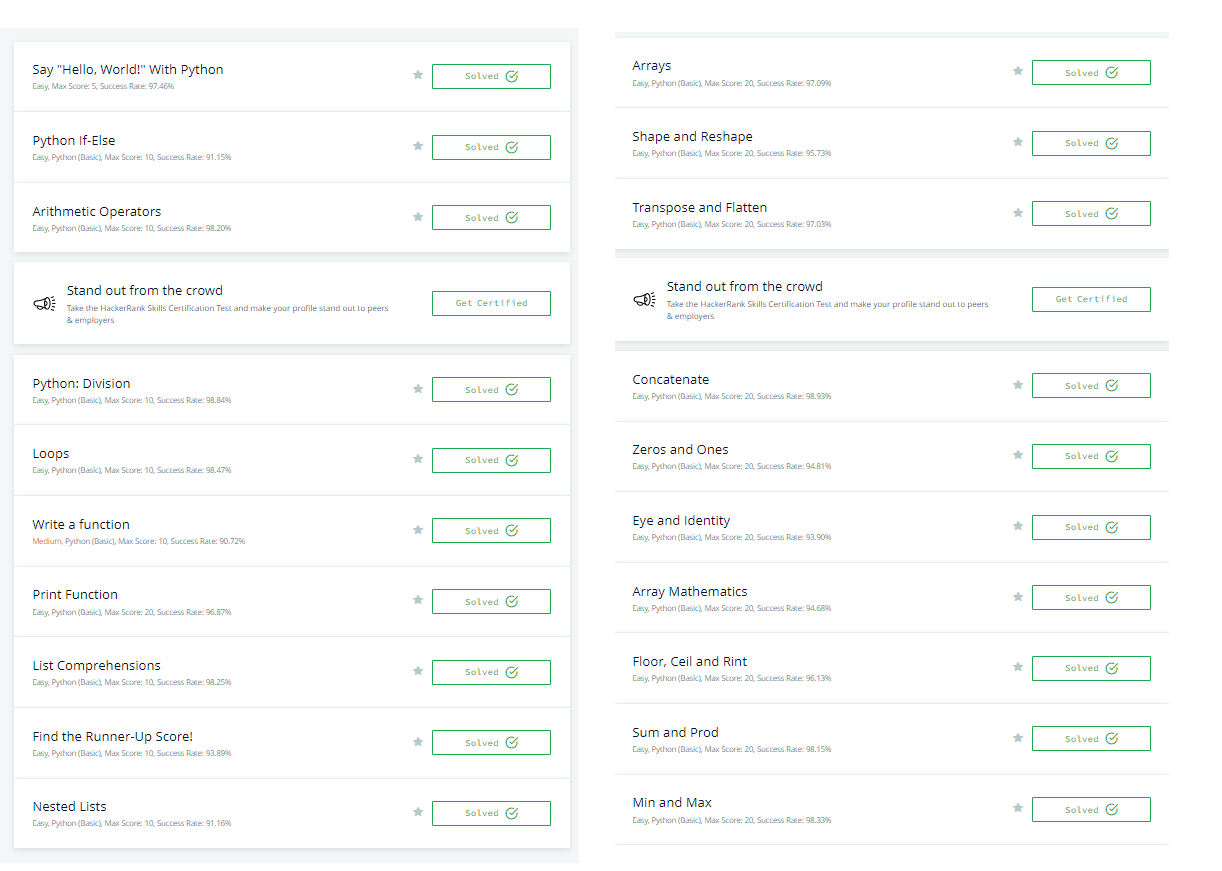 Say "Hello, World!" With Python
Easy, Max Score: 5, Success Rate: 97.46%
Solved
Python If-Else
Easy, Python (Basic), Max Score: 10, Success Rate: 91.15%
Solved
Arithmetic Operators
Easy, Python (Basic), Max Score: 10, Success Rate: 98.20%
Solved
Stand out from the crowd
Take the HackerRank Skills Certification Test and make your profile stand out to peers
& employers
Get Certified
Python: Division
Easy, Python (Basic), Max Score: 10, Success Rate: 98.84%
Solved
Loops
Easy, Python (Basic), Max Score: 10, Success Rate: 98.47%
Solved
Write a function
Medium, Python (Basic), Max Score: 10, Success Rate: 90.72%
Solved
Print Function
Easy, Python (Basic), Max Score: 20, Success Rate: 96.87%
Solved
List Comprehensions
Easy, Python (Basic), Max Score: 10, Success Rate: 98.25%
Solved
Find the Runner-Up Score!
Easy, Python (Basic), Max Score: 10, Success Rate: 93.89%
Solved
Nested Lists
Easy, Python (Basic), Max Score: 10, Success Rate: 91.16%
Solved
Arrays
Easy, Python (Basic), Max Score: 20, Success Rate: 97.09%
Solved
Shape and Reshape
Easy, Python (Basic), Max Score: 20, Success Rate: 95.73%
Solved
Transpose and Flatten
Easy, Python (Basic), Max Score: 20, Success Rate: 97.03%
Solved
Stand out from the crowd
Take the HackerRank Skills Certification Test and make your profile stand out to peers
& employers
Get Certified
Concatenate
Easy, Python (Basic), Max Score: 20, Success Rate: 98.93%
Solved
Zeros and Ones
Easy, Python (Basic), Max Score: 20, Success Rate: 94.81%
Solved
Eye and Identity
Easy, Python (Basic), Max Score: 20, Success Rate: 93.90%
Solved
Array Mathematics
Easy, Python (Basic), Max Score: 20, Success Rate: 94.68%
Solved
Floor, Ceil and Rint
Easy, Python (Basic), Max Score: 20, Success Rate: 96.13%
Solved
Sum and Prod
Easy, Python (Basic), Max Score: 20, Success Rate: 98.15%
Solved
Min and Max
Easy, Python (Basic), Max Score: 20, Success Rate: 98.33%
Solved